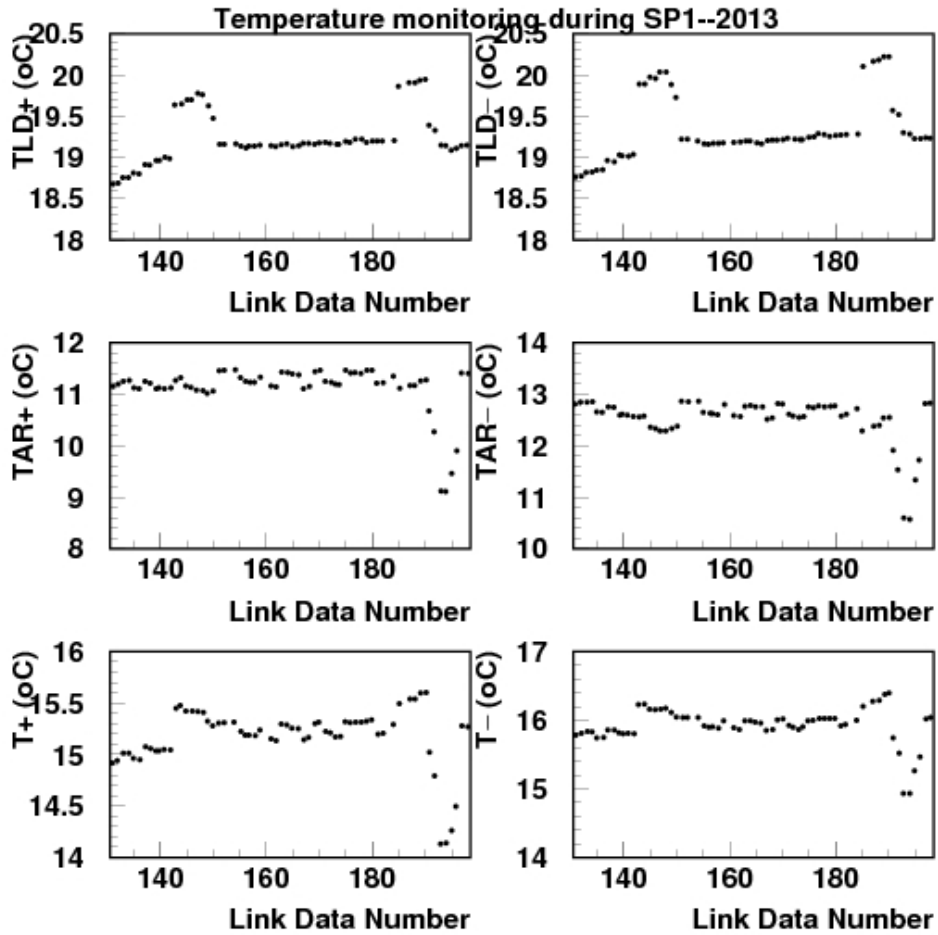 Temperature monitoring during SP1--2013
TLD+ (oC)
20.5
20
19.5
19
18.5
18
140 160 180
Link Data Number
TLD− (oC)
20.5
20
19.5
19
18.5
18
140 160 180
Link Data Number
TAR+ (oC)
12
11
10
9
8
140 160 180
Link Data Number
TAR− (oC)
14
13
12
11
10
140 160 180
Link Data Number
T+ (oC)
16
15.5
15
14.5
14
140 160 180
Link Data Number
T− (oC)
17
16
15
14
140 160 180
Link Data Number